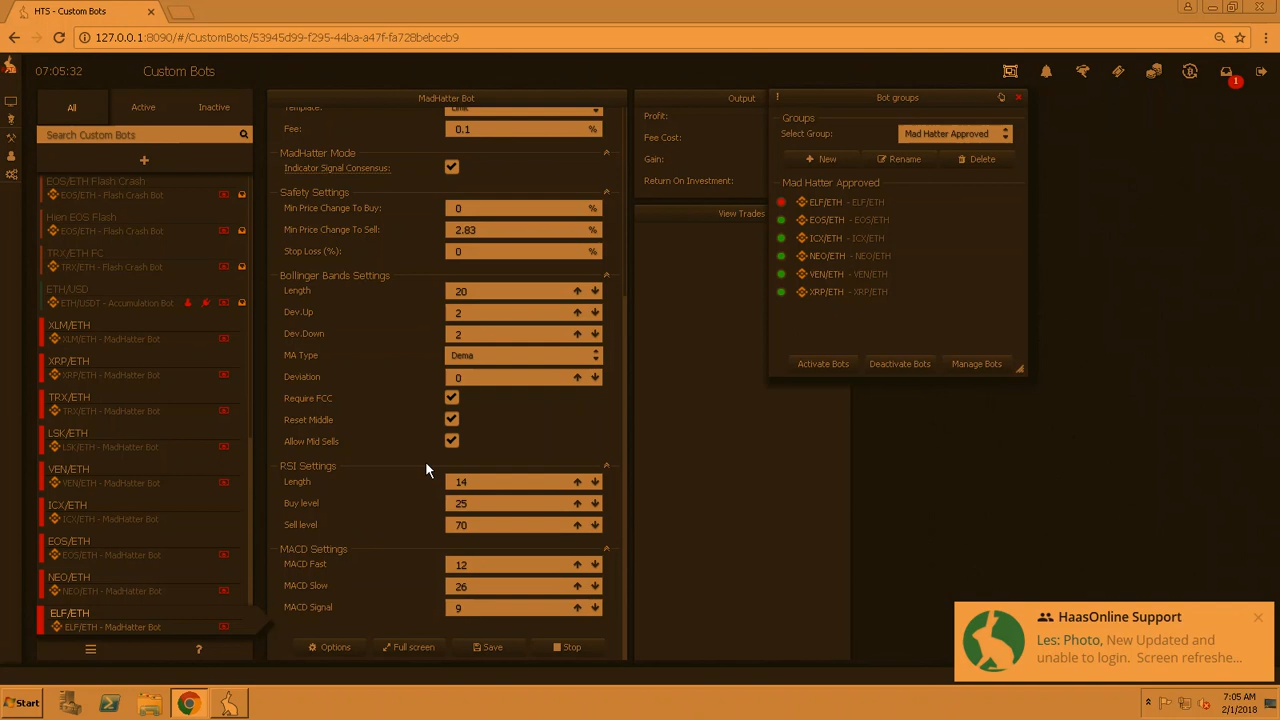 HTS - Custom Bots
127.0.0.1:8090/#/CustomBots/53945d99-f295-44ba-a47f-fa728bebceb9
07:05:32
Custom Bots
1
All
Active
Inactive
Search Custom Bots
EOS/ETH Flash Crash
EOS/ETH - Flash Crash Bot
Hien EOS Flash
EOS/ETH - Flash Crash Bot
TRX/ETH FC
TRX/ETH - Flash Crash Bot
ETH/USD
ETH/USDT - Accumulation Bot
XLM/ETH
XLM/ETH - MadHatter Bot
XRP/ETH
XRP/ETH - MadHatter Bot
TRX/ETH
TRX/ETH - MadHatter Bot
LSK/ETH
LSK/ETH - MadHatter Bot
VEN/ETH
VEN/ETH - MadHatter Bot
ICX/ETH
ICX/ETH - MadHatter Bot
EOS/ETH
EOS/ETH - MadHatter Bot
NEO/ETH
NEO/ETH - MadHatter Bot
ELF/ETH
ELF/ETH - MadHatter Bot
?
MadHatter Bot
Template:
Fee: 0.1 %
MadHatter Mode
Indicator Signal Consensus:
Safety Settings
Min Price Change To Buy: 0 %
Min Price Change To Sell: 2.83 %
Stop Loss (%): 0 %
Bollinger Bands Settings
Length 20
Dev.Up 2
Dev.Down 2
MA Type Dema
Deviation 0
Require FCC
Reset Middle
Allow Mid Sells
RSI Settings
Length 14
Buy level 25
Sell level 70
MACD Settings
MACD Fast 12
MACD Slow 26
MACD Signal 9
Options Full screen Save Stop
Output
Profit:
Fee Cost:
Gain:
Return On Investment:
View Trades
! Bot groups
Groups
Select Group: Mad Hatter Approved
New Rename Delete
Mad Hatter Approved
ELF/ETH - ELF/ETH
EOS/ETH - EOS/ETH
ICX/ETH - ICX/ETH
NEO/ETH - NEO/ETH
VEN/ETH - VEN/ETH
XRP/ETH - XRP/ETH
Activate Bots Deactivate Bots Manage Bots
HaasOnline Support
Les: Photo, New Updated and
unable to login. Screen refreshe...
Start
7:05 AM
2/1/2018